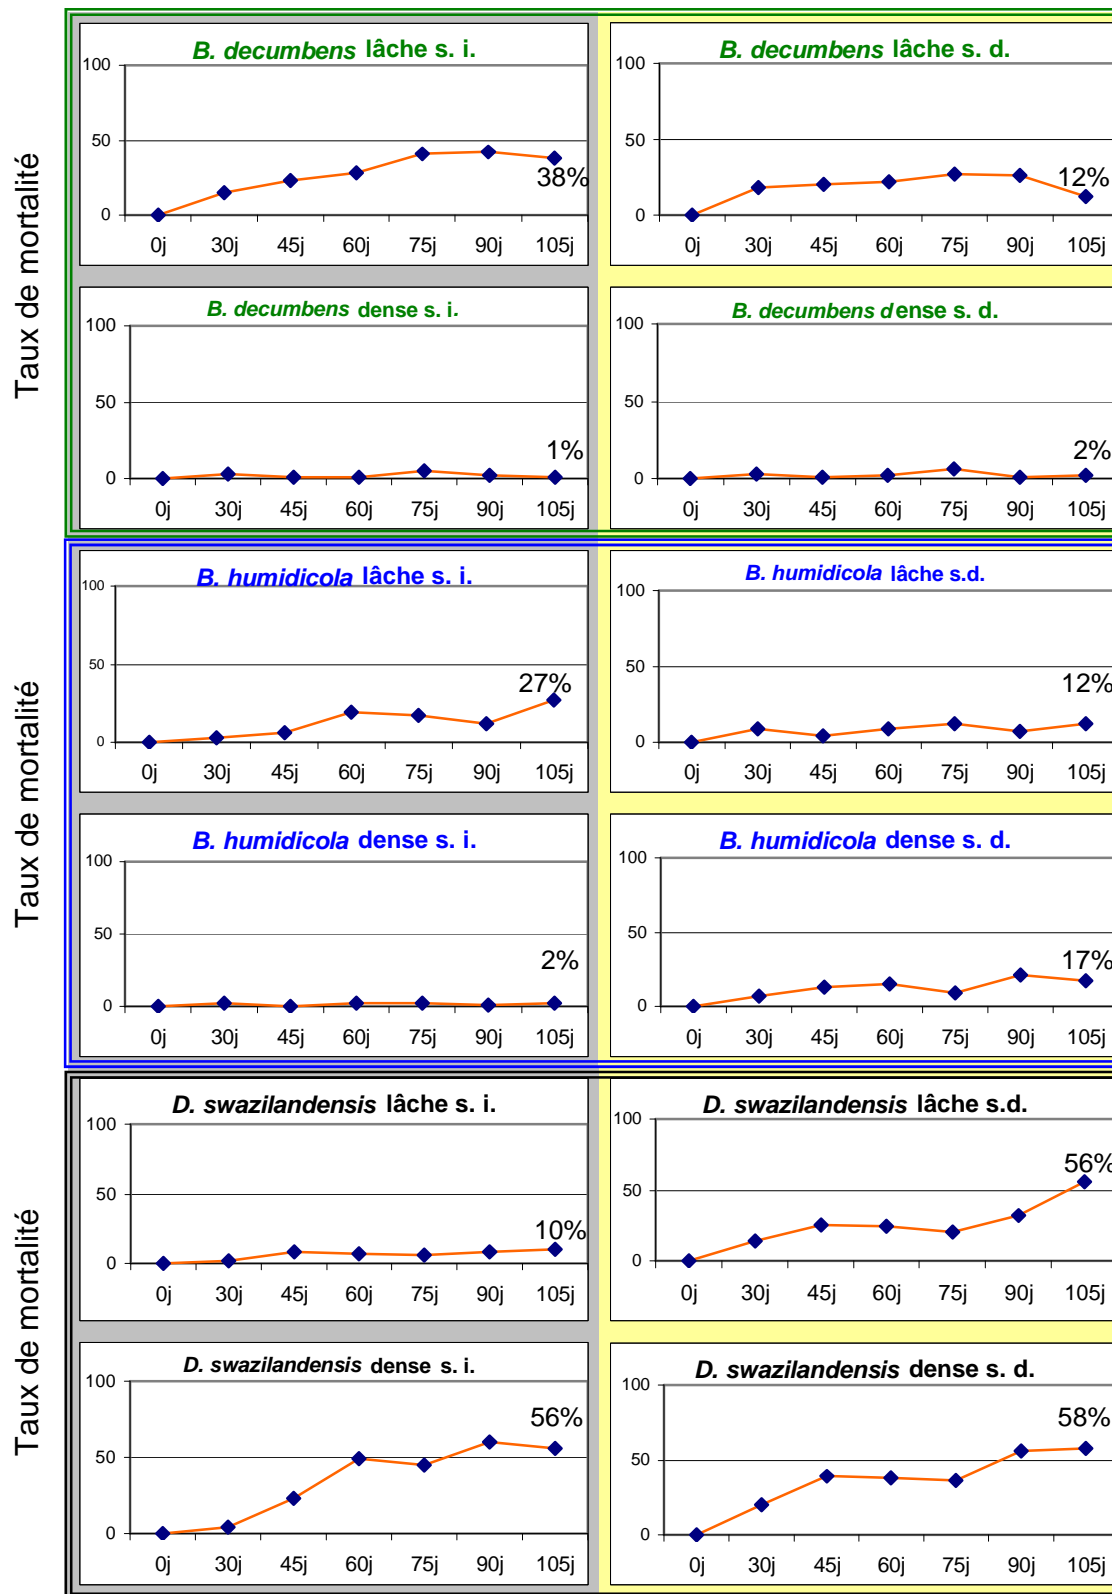 Taux de mortalité
B. decumbens lâche s. i.
100
50
0
38%
0j 30j 45j 60j 75j 90j 105j
B. decumbens lâche s. d.
100
50
0
12%
0j 30j 45j 60j 75j 90j 105j
B. decumbens dense s. i.
100
50
0
1%
0j 30j 45j 60j 75j 90j 105j
B. decumbens dense s. d.
100
50
0
2%
0j 30j 45j 60j 75j 90j 105j
Taux de mortalité
B. humidicola lâche s. i.
100
50
0
27%
0j 30j 45j 60j 75j 90j 105j
B. humidicola lâche s.d.
100
50
0
12%
0j 30j 45j 60j 75j 90j 105j
B. humidicola dense s. i.
100
50
0
2%
0j 30j 45j 60j 75j 90j 105j
B. humidicola dense s. d.
100
50
0
17%
0j 30j 45j 60j 75j 90j 105j
Taux de mortalité
D. swazilandensis lâche s. i.
100
50
0
10%
0j 30j 45j 60j 75j 90j 105j
D. swazilandensis lâche s.d.
100
50
0
56%
0j 30j 45j 60j 75j 90j 105j
D. swazilandensis dense s. i.
100
50
0
56%
0j 30j 45j 60j 75j 90j 105j
D. swazilandensis dense s. d.
100
50
0
58%
0j 30j 45j 60j 75j 90j 105j